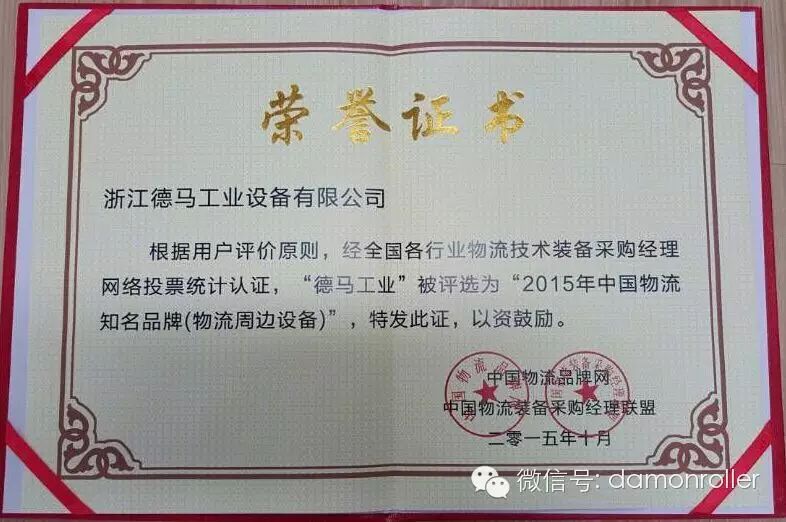 荣誉证书
浙江德马工业设备有限公司
根据用户评价原则，经全国各行业物流技术装备采购经理
网络投票统计认证，“德马工业”被评选为“2015年中国物流
知名品牌(物流周边设备)”，特发此证，以资鼓励。
中国物流品牌网
中国物流装备采购经理联盟
二零一五年十月
微信号: damonroller